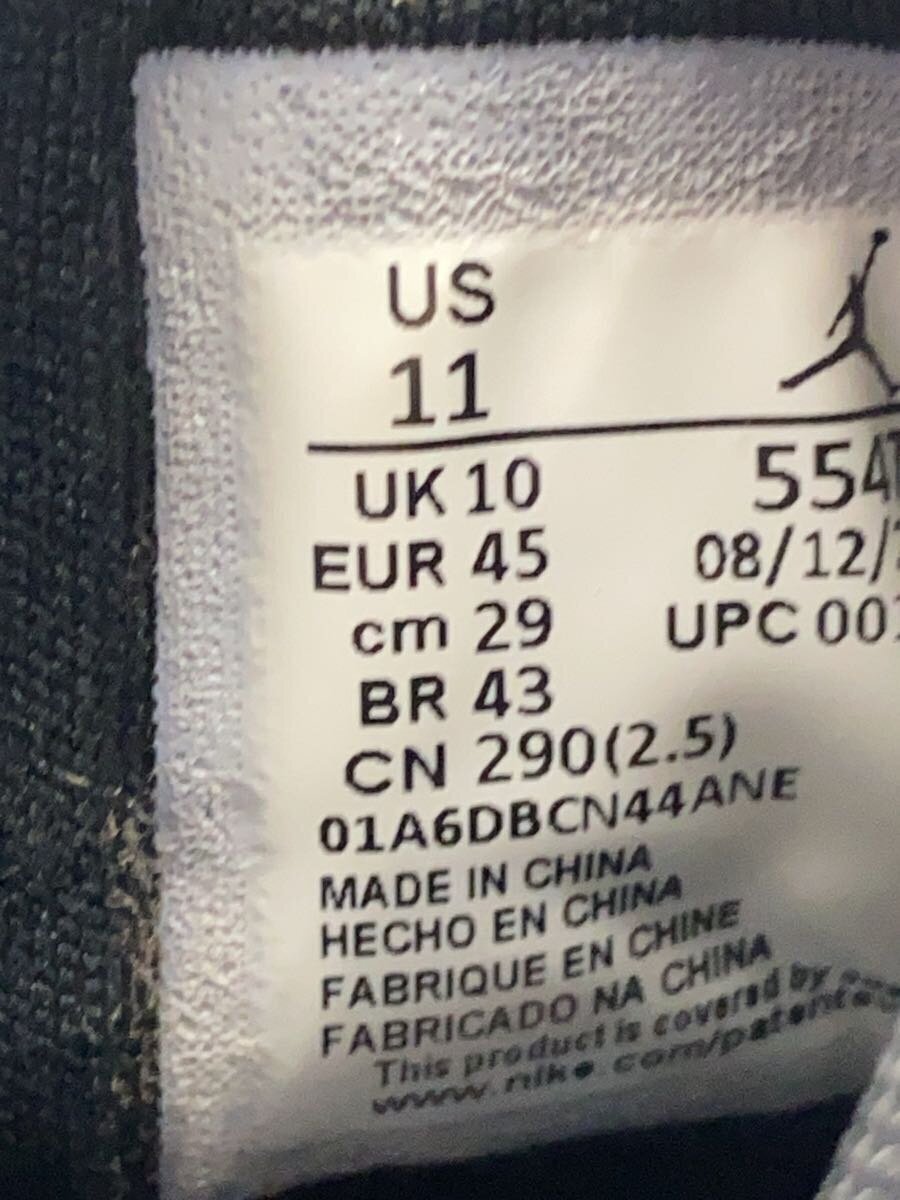 US
11
UK 10
EUR 45
cm 29
BR 43
CN 290(2.5)
554
08/12/
UPC 00
01A6DBCN44ANE
MADE IN CHINA
HECHO EN CHINA
FABRIQUE EN CHINE
FABRICADO NA CHINA
This product is covered by
www.nike.com/patents